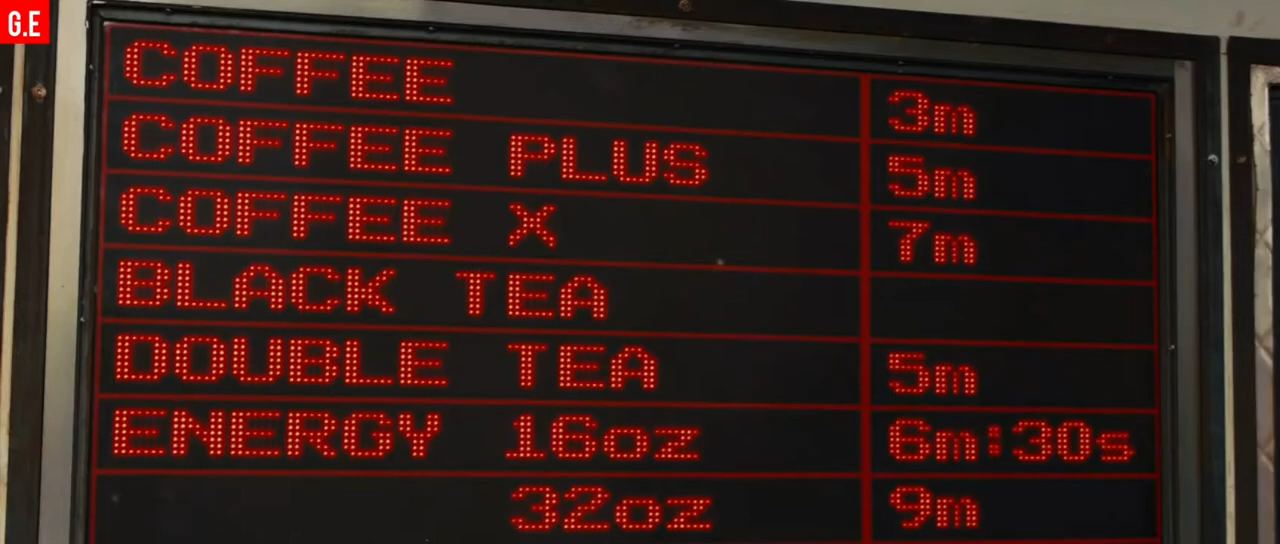 G.E
COFFEE 3m
COFFEE PLUS 5m
COFFEE X 7m
BLACK TEA
DOUBLE TEA 5m
ENERGY 16oz 6m:30s
32oz 9m